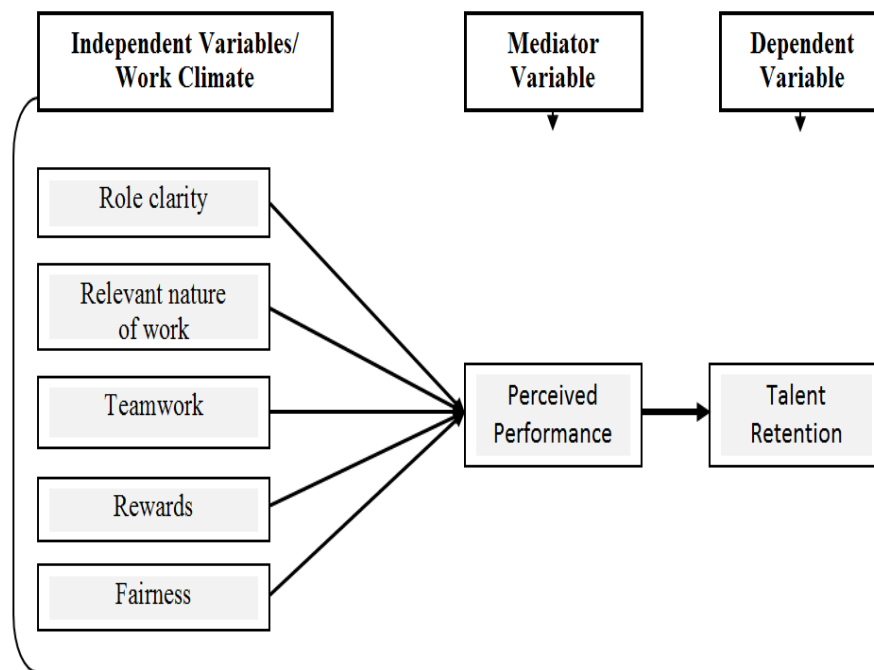 Independent Variables/
Work Climate
Mediator
Variable
Dependent
Variable
Role clarity
Relevant nature
of work
Teamwork
Rewards
Fairness
Perceived
Performance
Talent
Retention